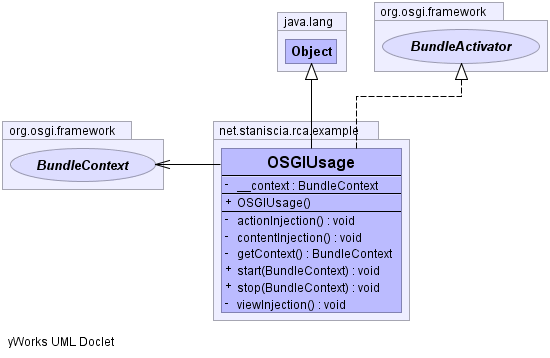 org.osgi.framework
java.lang
BundleActivator
Object
org.osgi.framework
net.staniscia.rca.example
BundleContext
OSGIUsage
- __context : BundleContext
+ OSGIUsage()
- actionInjection() : void
- contentInjection() : void
- getContext() : BundleContext
+ start(BundleContext) : void
+ stop(BundleContext) : void
- viewInjection() : void
yWorks UML Doclet